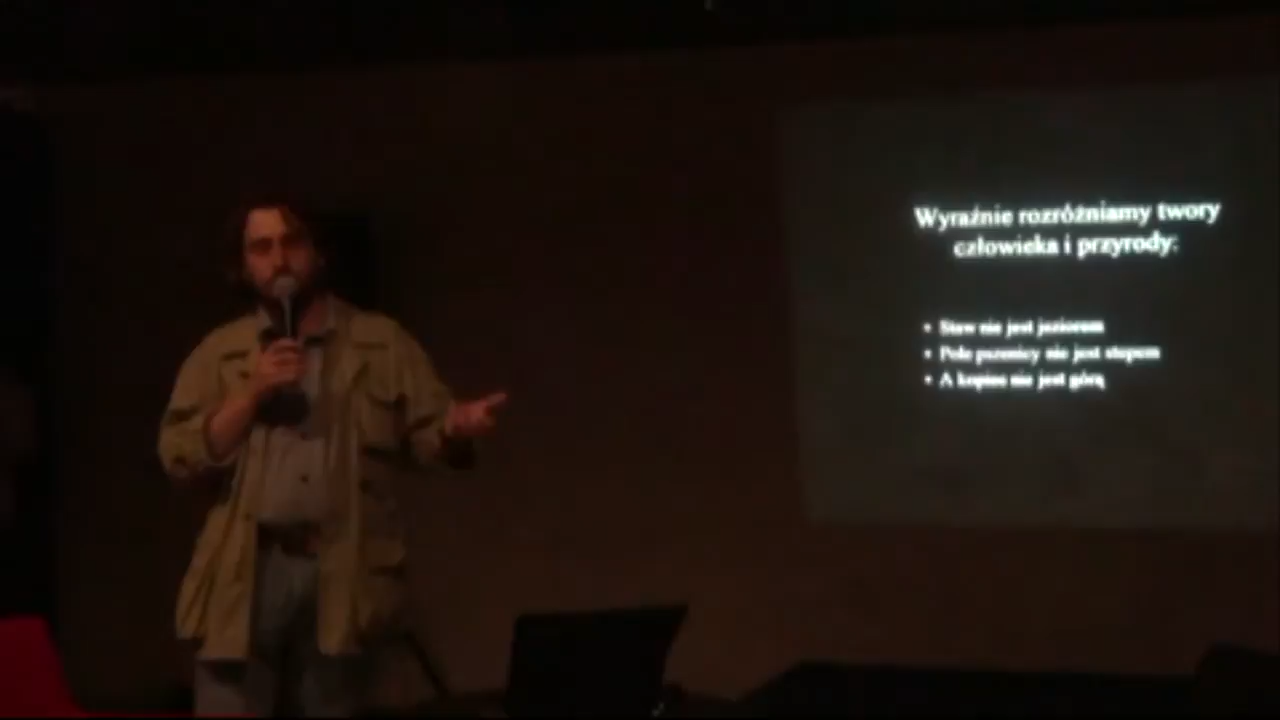 Wyraźnie rozróżniamy twory
człowieka i przyrody:
• Staw nie jest jeziorem
• Pole pszenicy nie jest stepem
• A kopiec nie jest górą